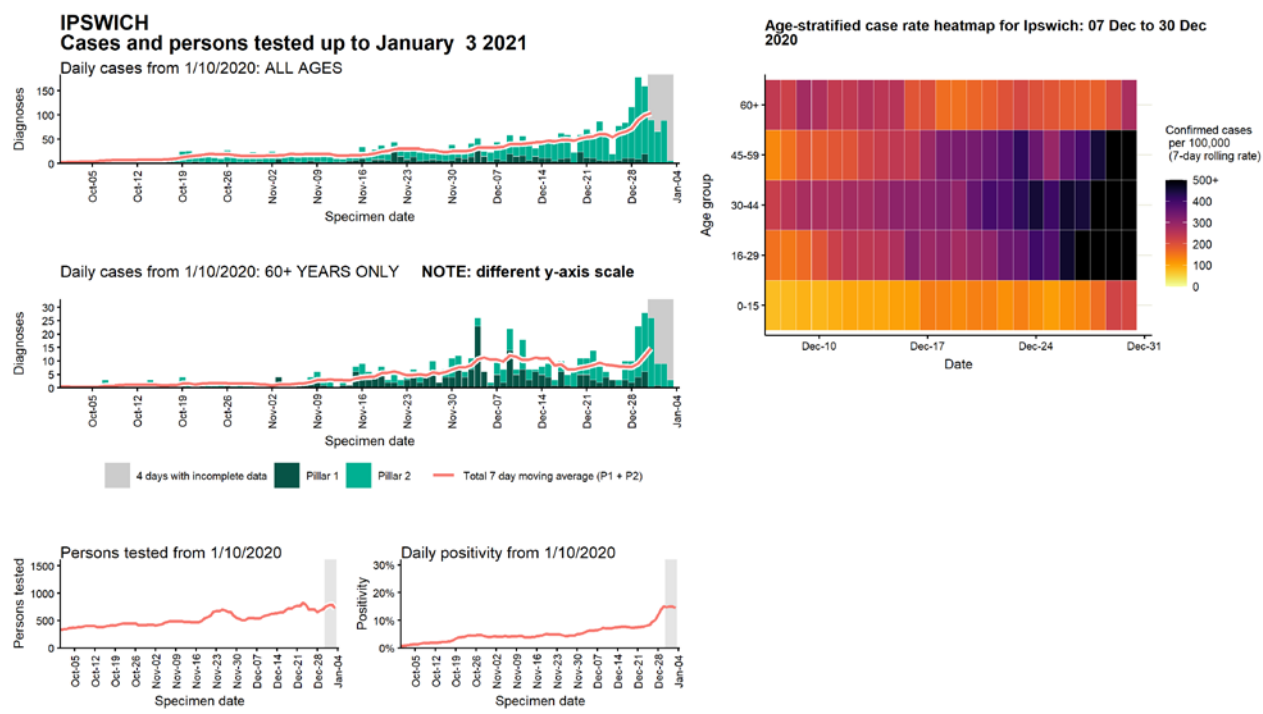 IPSWICH
Cases and persons tested up to January 3 2021
Daily cases from 1/10/2020: ALL AGES
Diagnoses
150
100
50
0
Oct-05
Oct-12
Oct-19
Oct-26
Nov-02
Nov-09
Nov-16
Nov-23
Nov-30
Dec-07
Dec-14
Dec-21
Dec-28
Jan-04
Specimen date
Daily cases from 1/10/2020: 60+ YEARS ONLY NOTE: different y-axis scale
Diagnoses
30
25
20
15
10
5
0
Oct-05
Oct-12
Oct-19
Oct-26
Nov-02
Nov-09
Nov-16
Nov-23
Nov-30
Dec-07
Dec-14
Dec-21
Dec-28
Jan-04
Specimen date
4 days with incomplete data Pillar 1 Pillar 2 Total 7 day moving average (P1 + P2)
Persons tested from 1/10/2020
Persons tested
1500
1000
500
0
Oct-05
Oct-12
Oct-19
Oct-26
Nov-02
Nov-09
Nov-16
Nov-23
Nov-30
Dec-07
Dec-14
Dec-21
Dec-28
Jan-04
Specimen date
Daily positivity from 1/10/2020
Positivity
30%
20%
10%
0%
Oct-05
Oct-12
Oct-19
Oct-26
Nov-02
Nov-09
Nov-16
Nov-23
Nov-30
Dec-07
Dec-14
Dec-21
Dec-28
Jan-04
Specimen date
Age-stratified case rate heatmap for Ipswich: 07 Dec to 30 Dec
2020
Age group
60+
45-59
30-44
16-29
0-15
Dec-10 Dec-17 Dec-24 Dec-31
Date
Confirmed cases
per 100,000
(7-day rolling rate)
500+
400
300
200
100
0